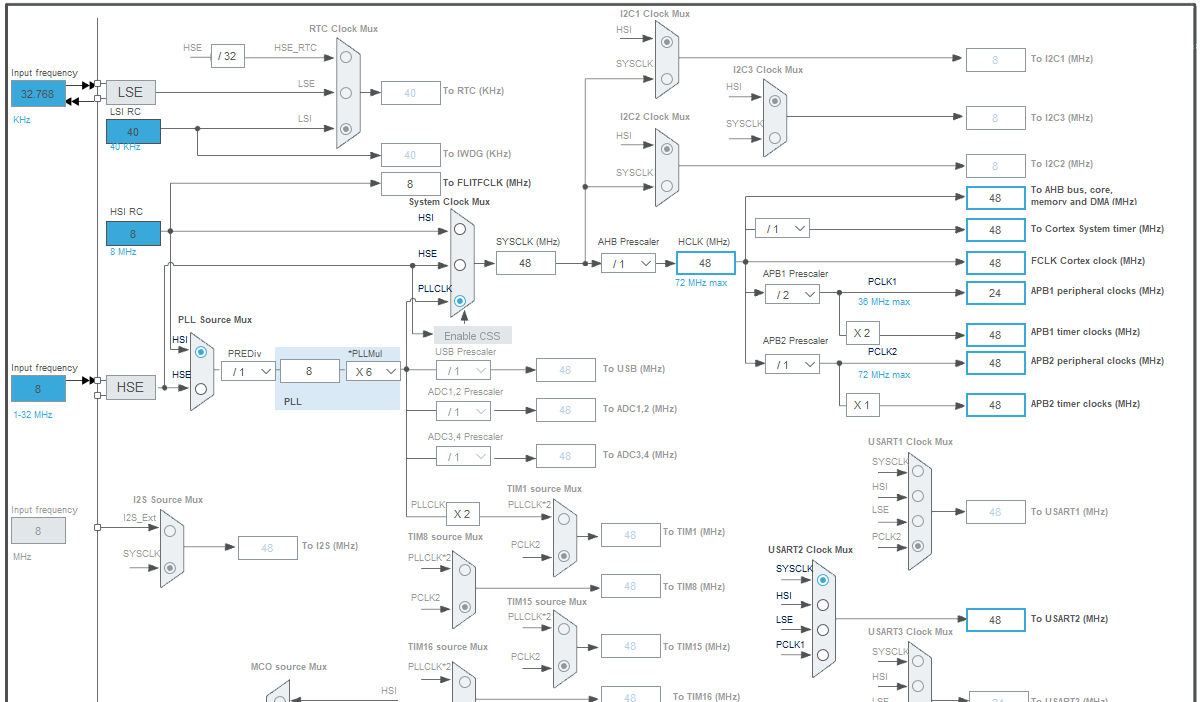 I2C1 Clock Mux
HSI
SYSCLK
8
To I2C1 (MHz)
RTC Clock Mux
HSE
/ 32
HSE_RTC
Input frequency
32.768
KHz
LSE
LSE
40
To RTC (KHz)
LSI RC
40
40 KHz
LSI
40
To IWDG (KHz)
8
To FLITFCLK (MHz)
I2C3 Clock Mux
HSI
SYSCLK
8
To I2C3 (MHz)
I2C2 Clock Mux
HSI
SYSCLK
8
To I2C2 (MHz)
HSI RC
8
8 MHz
System Clock Mux
HSI
HSE
PLLCLK
SYSCLK (MHz)
48
AHB Prescaler
/ 1
HCLK (MHz)
48
72 MHz max
48
To AHB bus, core,
memory and DMA (MHz)
/ 1
48
To Cortex System timer (MHz)
48
FCLK Cortex clock (MHz)
APB1 Prescaler
/ 2
PCLK1
36 MHz max
24
APB1 peripheral clocks (MHz)
X 2
48
APB1 timer clocks (MHz)
APB2 Prescaler
/ 1
PCLK2
72 MHz max
48
APB2 peripheral clocks (MHz)
X 1
48
APB2 timer clocks (MHz)
Enable CSS
PLL Source Mux
HSI
HSE
PREDiv
/ 1
8
*PLLMul
X 6
PLL
Input frequency
8
1-32 MHz
HSE
USB Prescaler
/ 1
48
To USB (MHz)
ADC1,2 Prescaler
/ 1
48
To ADC1,2 (MHz)
ADC3,4 Prescaler
/ 1
48
To ADC3,4 (MHz)
USART1 Clock Mux
SYSCLK
HSI
LSE
PCLK2
48
To USART1 (MHz)
Input frequency
8
MHz
I2S Source Mux
I2S_Ext
SYSCLK
48
To I2S (MHz)
PLLCLK
X 2
TIM1 source Mux
PLLCLK*2
PCLK2
48
To TIM1 (MHz)
TIM8 source Mux
PLLCLK*2
PCLK2
48
To TIM8 (MHz)
USART2 Clock Mux
SYSCLK
HSI
LSE
PCLK1
48
To USART2 (MHz)
TIM15 source Mux
PLLCLK*2
PCLK2
48
To TIM15 (MHz)
TIM16 source Mux
PLLCLK*2
48
To TIM16 (MHz)
USART3 Clock Mux
SYSCLK
HSI
LSE
24
To USART3 (MHz)
MCO source Mux
HSI